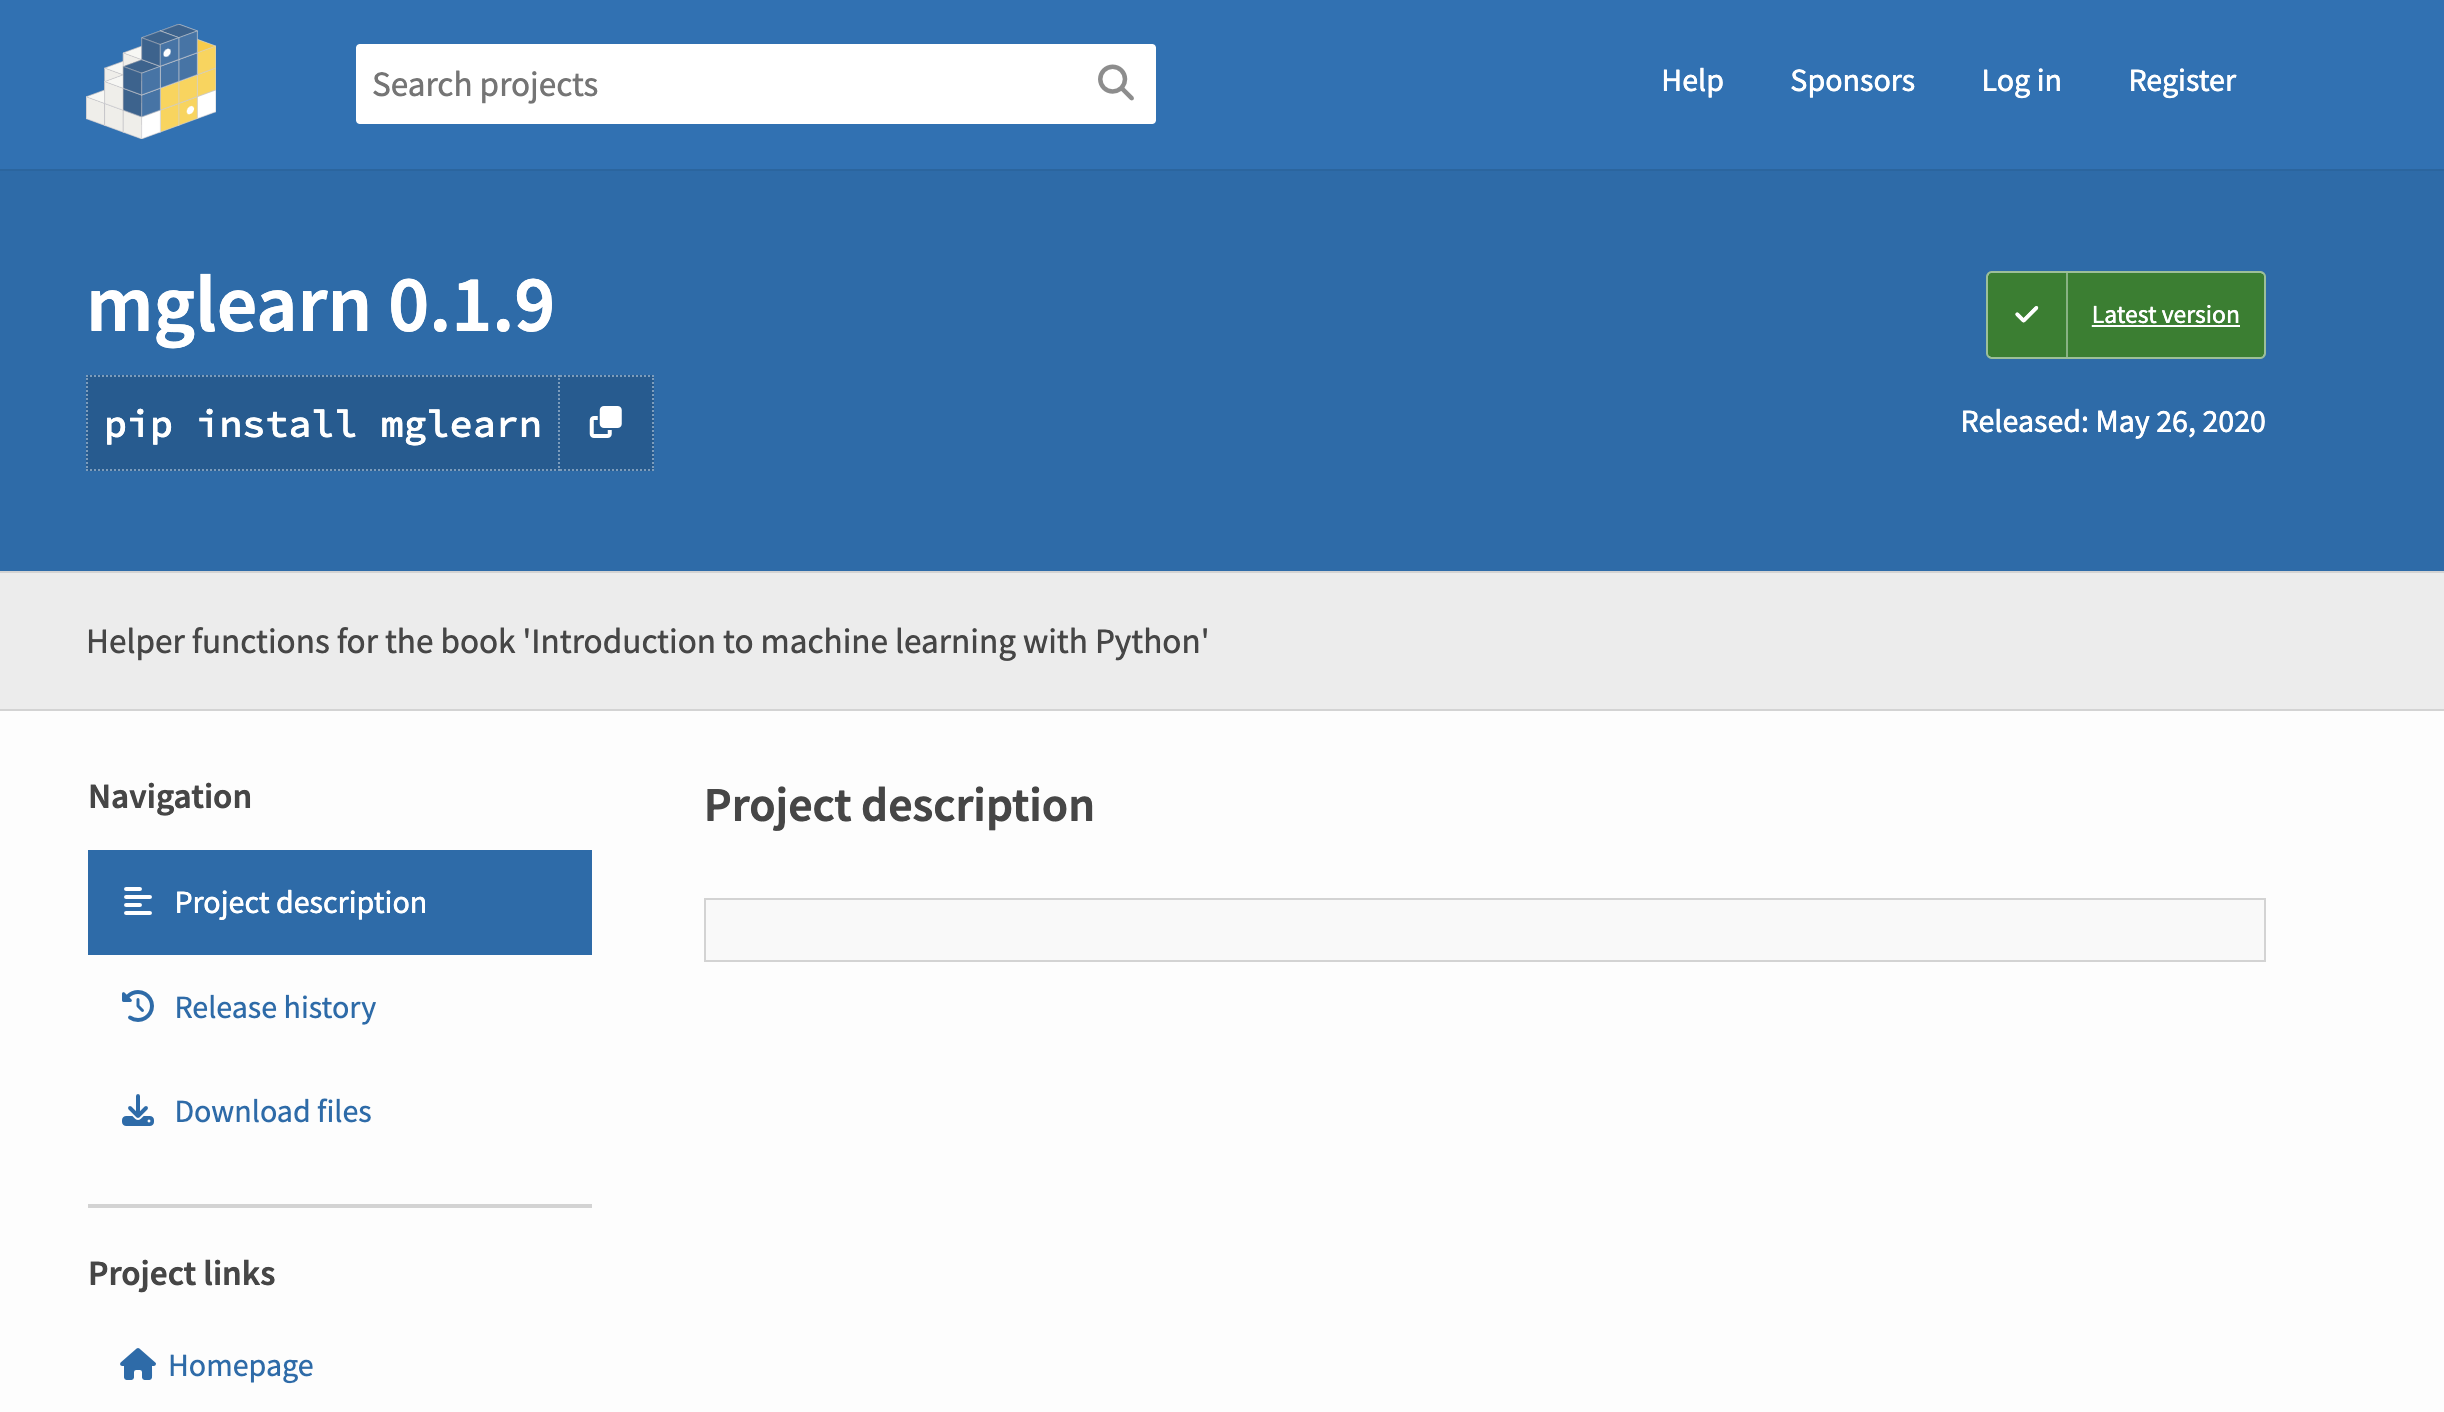 Search projects
Help
Sponsors
Log in
Register
mglearn 0.1.9
Latest version
pip install mglearn
Released: May 26, 2020
Helper functions for the book 'Introduction to machine learning with Python'
Navigation
Project description
Release history
Download files
Project links
Homepage
Project description